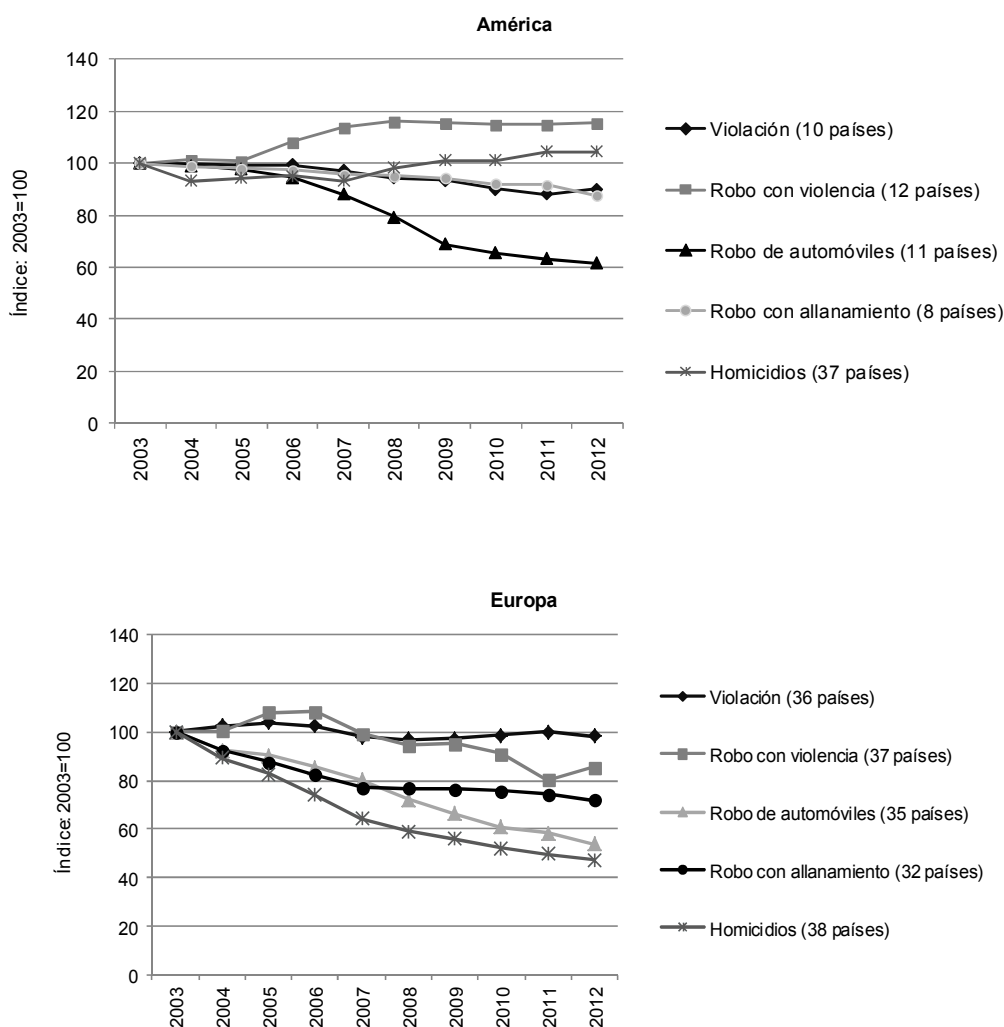 América
140
120
100
80
60
40
20
0
Índice: 2003=100
2003
2004
2005
2006
2007
2008
2009
2010
2011
2012
Violación (10 países)
Robo con violencia (12 países)
Robo de automóviles (11 países)
Robo con allanamiento (8 países)
Homicidios (37 países)
Europa
140
120
100
80
60
40
20
0
Índice: 2003=100
2003
2004
2005
2006
2007
2008
2009
2010
2011
2012
Violación (36 países)
Robo con violencia (37 países)
Robo de automóviles (35 países)
Robo con allanamiento (32 países)
Homicidios (38 países)